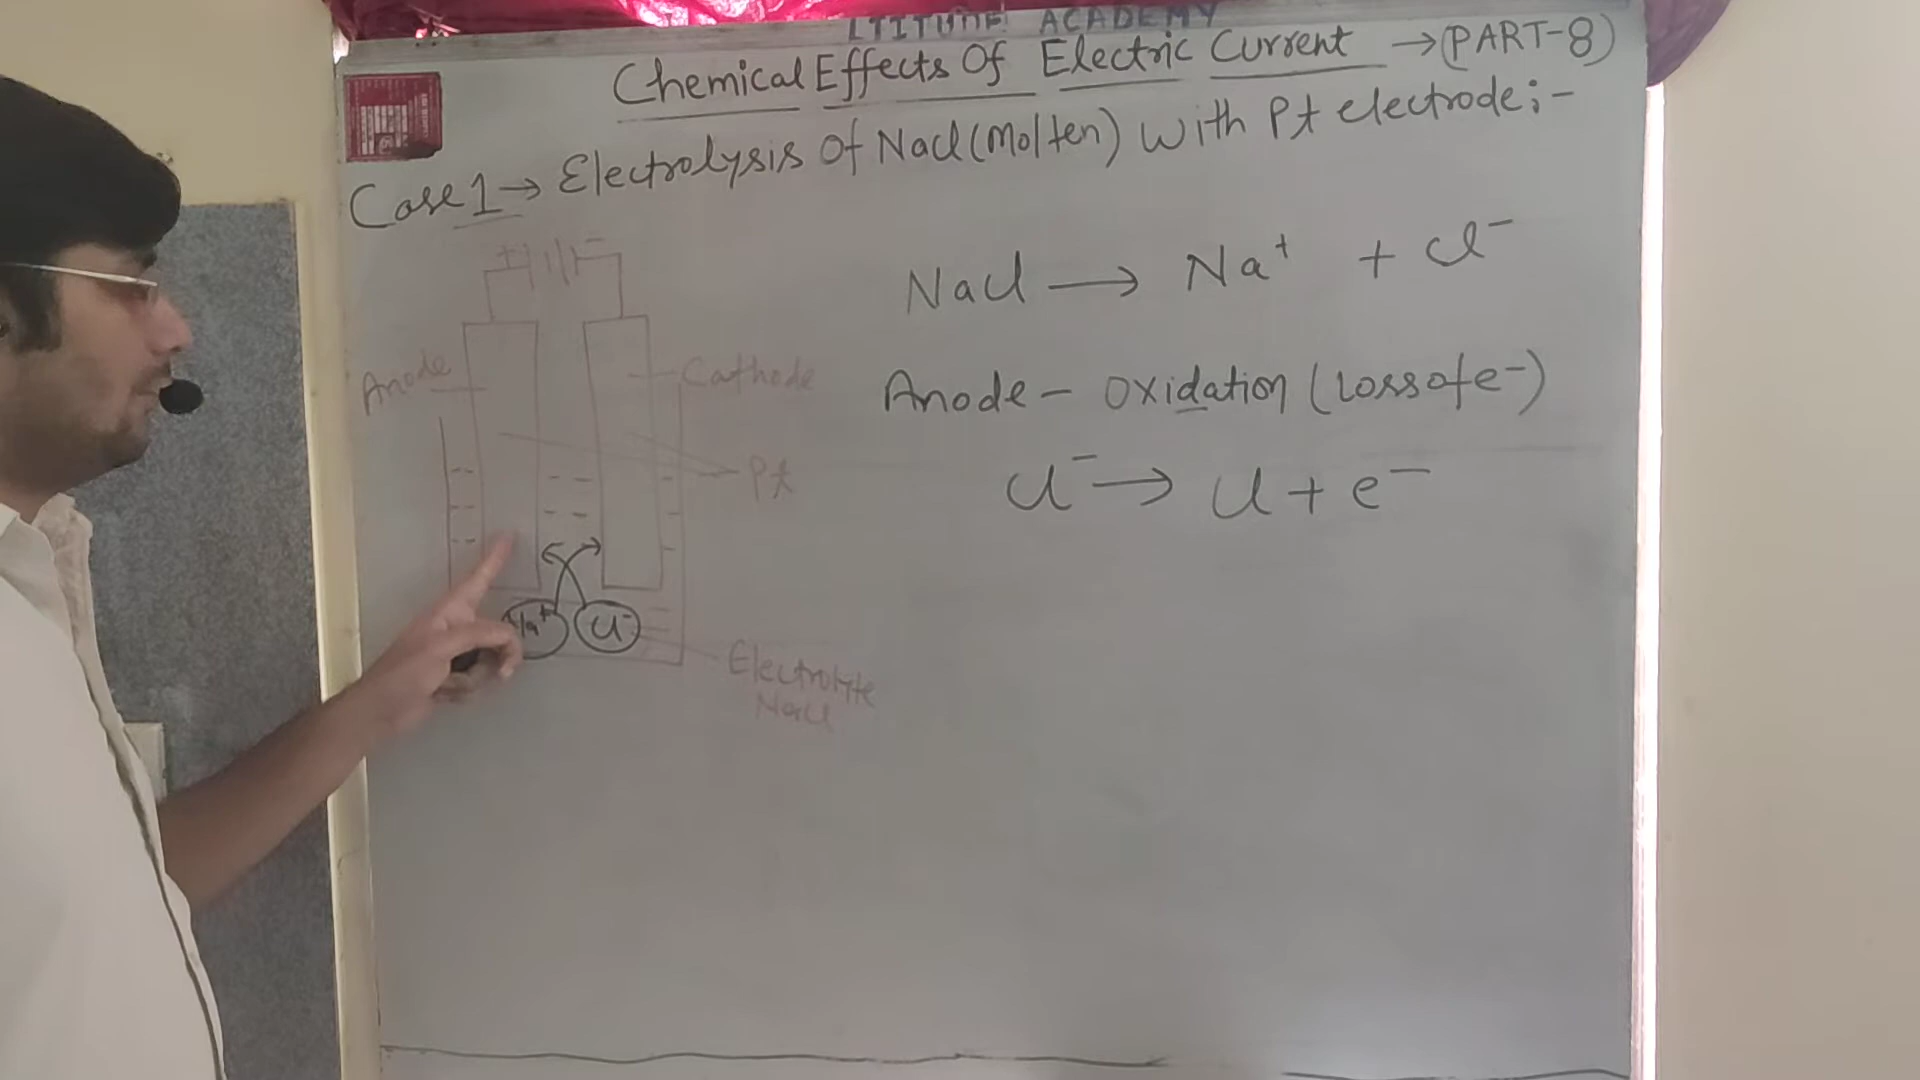 LTITUDE ACADEMY
Chemical Effects Of Electric Current → (PART-8)
Case 1 → Electrolysis Of Nacl (Molten) With Pt electrode :-
+ -
NaCl ⟶ Na⁺ + Cl⁻
Anode Cathode
Anode - Oxidation (Loss of e⁻)
Pt
Cl⁻ ⟶ Cl + e⁻
Cl⁻
Electrolyte
NaCl